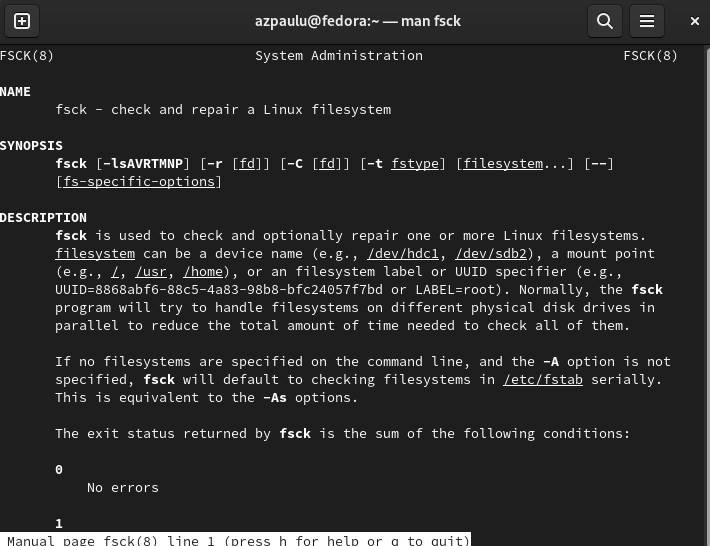 azpaulu@fedora:~ — man fsck
FSCK(8) System Administration FSCK(8)
NAME
fsck - check and repair a Linux filesystem
SYNOPSIS
fsck [-lsAVRTMNP] [-r [fd]] [-C [fd]] [-t fstype] [filesystem...] [--]
[fs-specific-options]
DESCRIPTION
fsck is used to check and optionally repair one or more Linux filesystems.
filesystem can be a device name (e.g., /dev/hdc1, /dev/sdb2), a mount point
(e.g., /, /usr, /home), or an filesystem label or UUID specifier (e.g.,
UUID=8868abf6-88c5-4a83-98b8-bfc24057f7bd or LABEL=root). Normally, the fsck
program will try to handle filesystems on different physical disk drives in
parallel to reduce the total amount of time needed to check all of them.
If no filesystems are specified on the command line, and the -A option is not
specified, fsck will default to checking filesystems in /etc/fstab serially.
This is equivalent to the -As options.
The exit status returned by fsck is the sum of the following conditions:
0
No errors
1
Manual page fsck(8) line 1 (press h for help or q to quit)